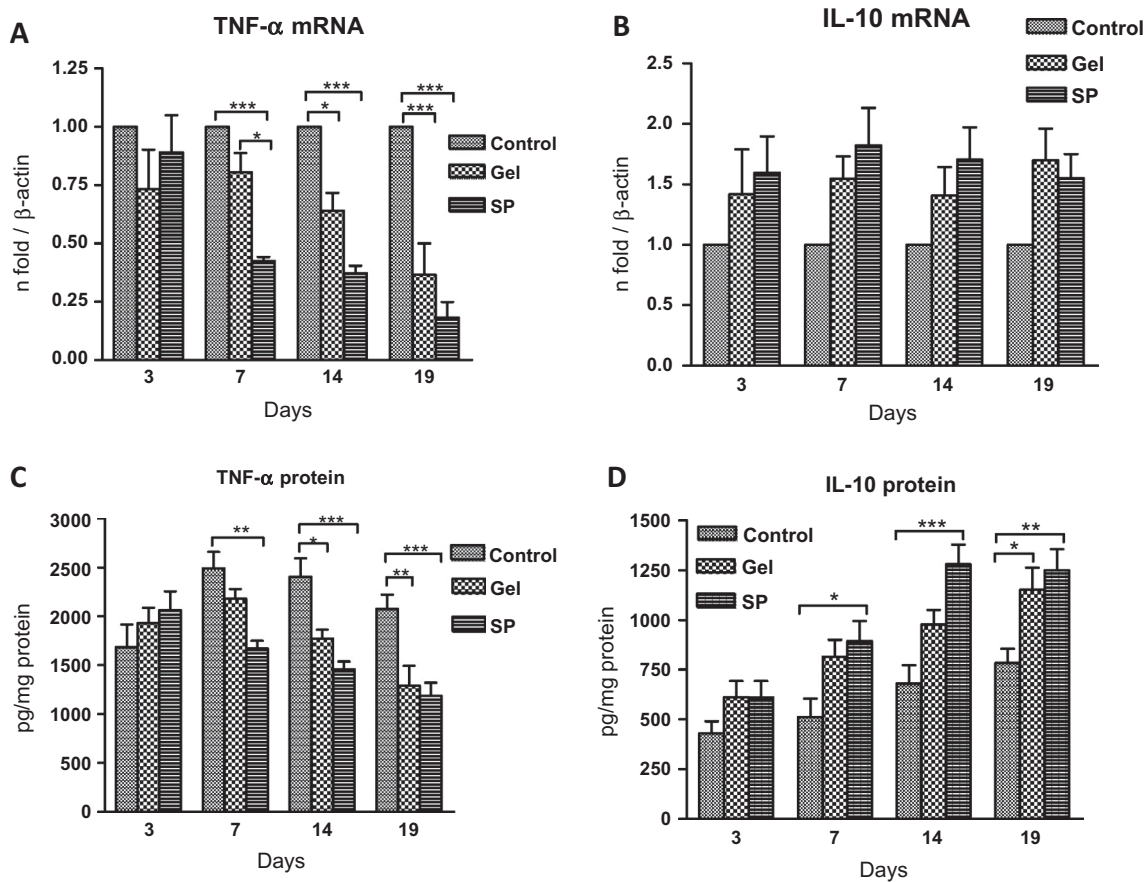 A
TNF-α mRNA
1.25
1.00
0.75
0.50
0.25
0.00
n fold / β-actin
***
*
***
*
***
***
Control
Gel
SP
3 7 14 19
Days
B
IL-10 mRNA
Control
Gel
SP
2.5
2.0
1.5
1.0
0.5
0.0
n fold / β-actin
3 7 14 19
Days
C
TNF-α protein
3000
2500
2000
1500
1000
500
0
pg/mg protein
**
***
*
***
**
Control
Gel
SP
3 7 14 19
Days
D
IL-10 protein
1500
1250
1000
750
500
250
0
pg/mg protein
Control
Gel
SP
*
***
**
*
3 7 14 19
Days